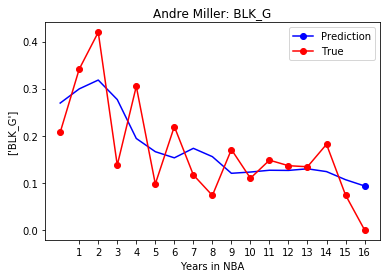 Andre Miller: BLK_G
Prediction
True
0.4
0.3
0.2
0.1
0.0
['BLK_G']
1 2 3 4 5 6 7 8 9 10 11 12 13 14 15 16
Years in NBA